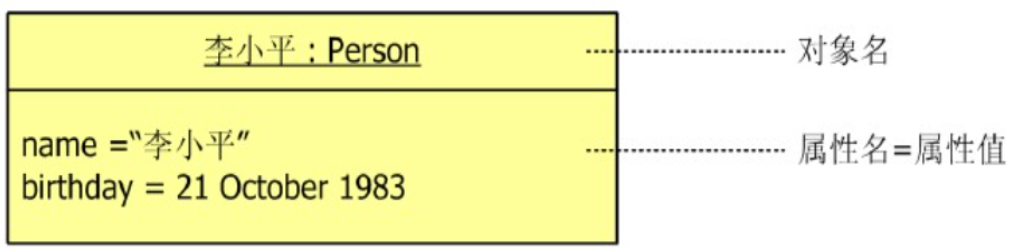 李小平 : Person
对象名
name =“李小平”
属性名=属性值
birthday = 21 October 1983